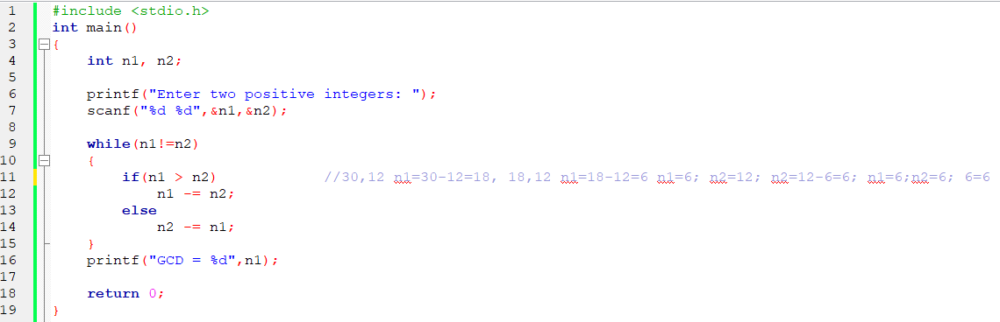 1 #include <stdio.h>
2 int main()
3 {
4 int n1, n2;
5
6 printf("Enter two positive integers: ");
7 scanf("%d %d",&n1,&n2);
8
9 while(n1!=n2)
10 {
11 if(n1 > n2) //30,12 n1=30-12=18, 18,12 n1=18-12=6 n1=6; n2=12; n2=12-6=6; n1=6;n2=6; 6=6
12 n1 -= n2;
13 else
14 n2 -= n1;
15 }
16 printf("GCD = %d",n1);
17
18 return 0;
19 }